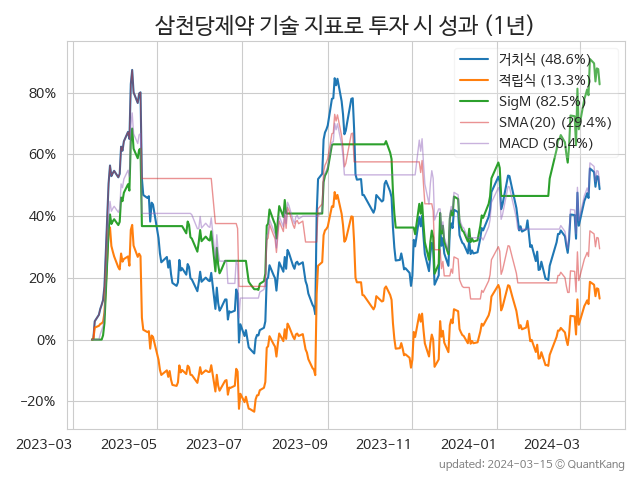 삼천당제약 기술 지표로 투자 시 성과 (1년)
거치식 (48.6%)
적립식 (13.3%)
SigM (82.5%)
SMA(20) (29.4%)
MACD (50.4%)
80%
60%
40%
20%
0%
−20%
2023-03 2023-05 2023-07 2023-09 2023-11 2024-01 2024-03
updated: 2024-03-15 © QuantKang